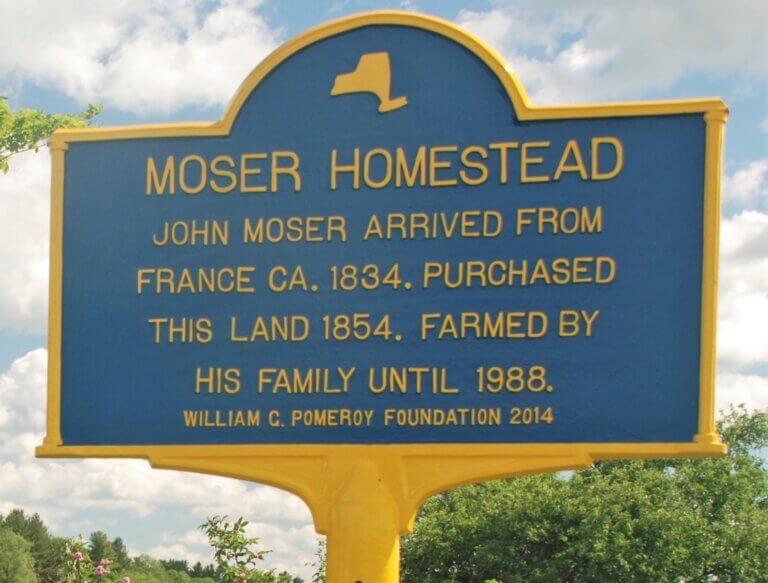 MOSER HOMESTEAD
JOHN MOSER ARRIVED FROM
FRANCE CA. 1834. PURCHASED
THIS LAND 1854. FARMED BY
HIS FAMILY UNTIL 1988.
WILLIAM G. POMEROY FOUNDATION 2014